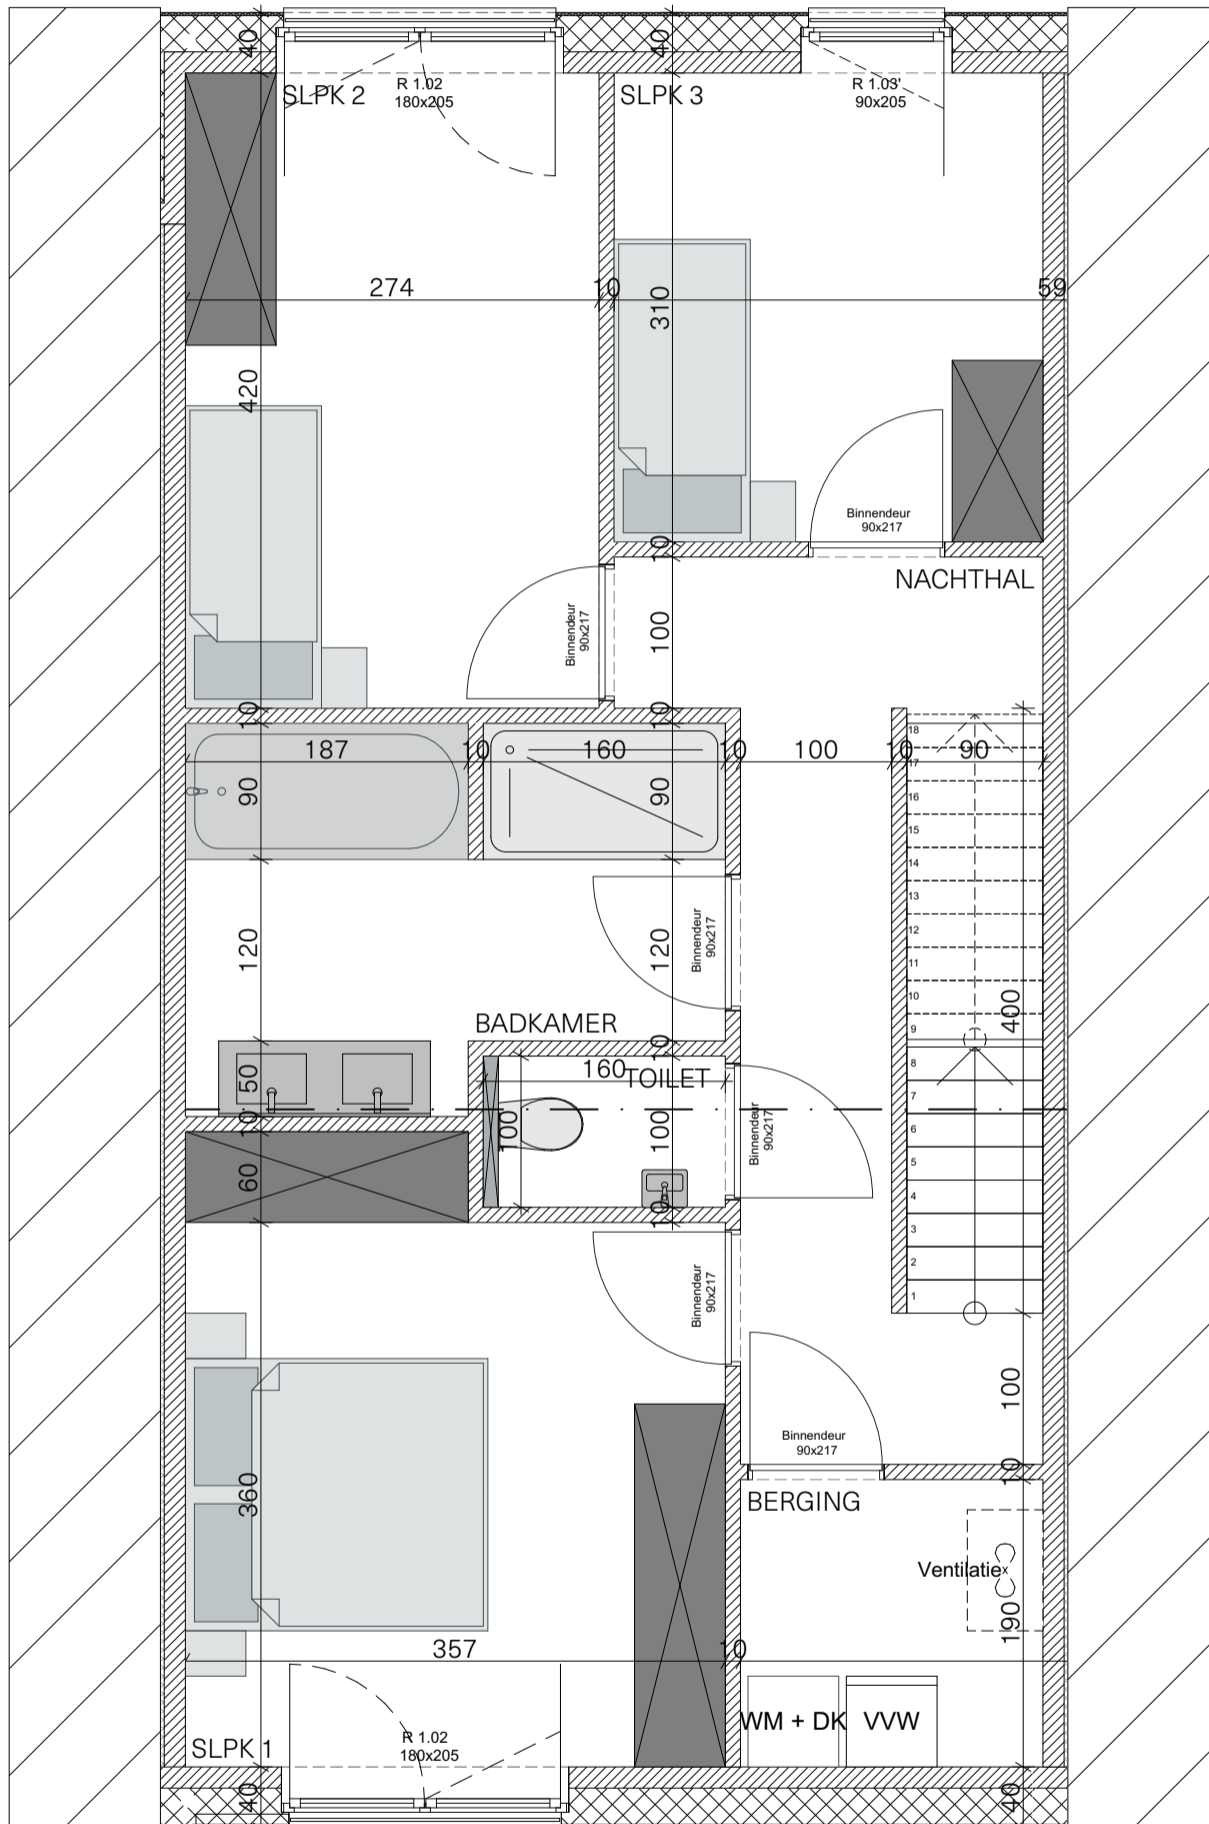 40
40
SLPK 2
R 1.02
180x205
SLPK 3
R 1.03'
90x205
274
10
310
59
420
Binnendeur
90x217
10
NACHTHAL
Binnendeur
90x217
100
10
10
18
187
10
160
10
100
10
90
17
90
90
16
15
14
13
120
Binnendeur
90x217
120
12
11
10
400
BADKAMER
9
10
50
160
TOILET
8
7
10
100
100
Binnendeur
90x217
6
5
60
4
10
3
2
Binnendeur
90x217
1
100
Binnendeur
90x217
10
360
BERGING
Ventilatie
x
190
357
10
WM + DK
VVW
SLPK 1
R 1.02
180x205
40
40